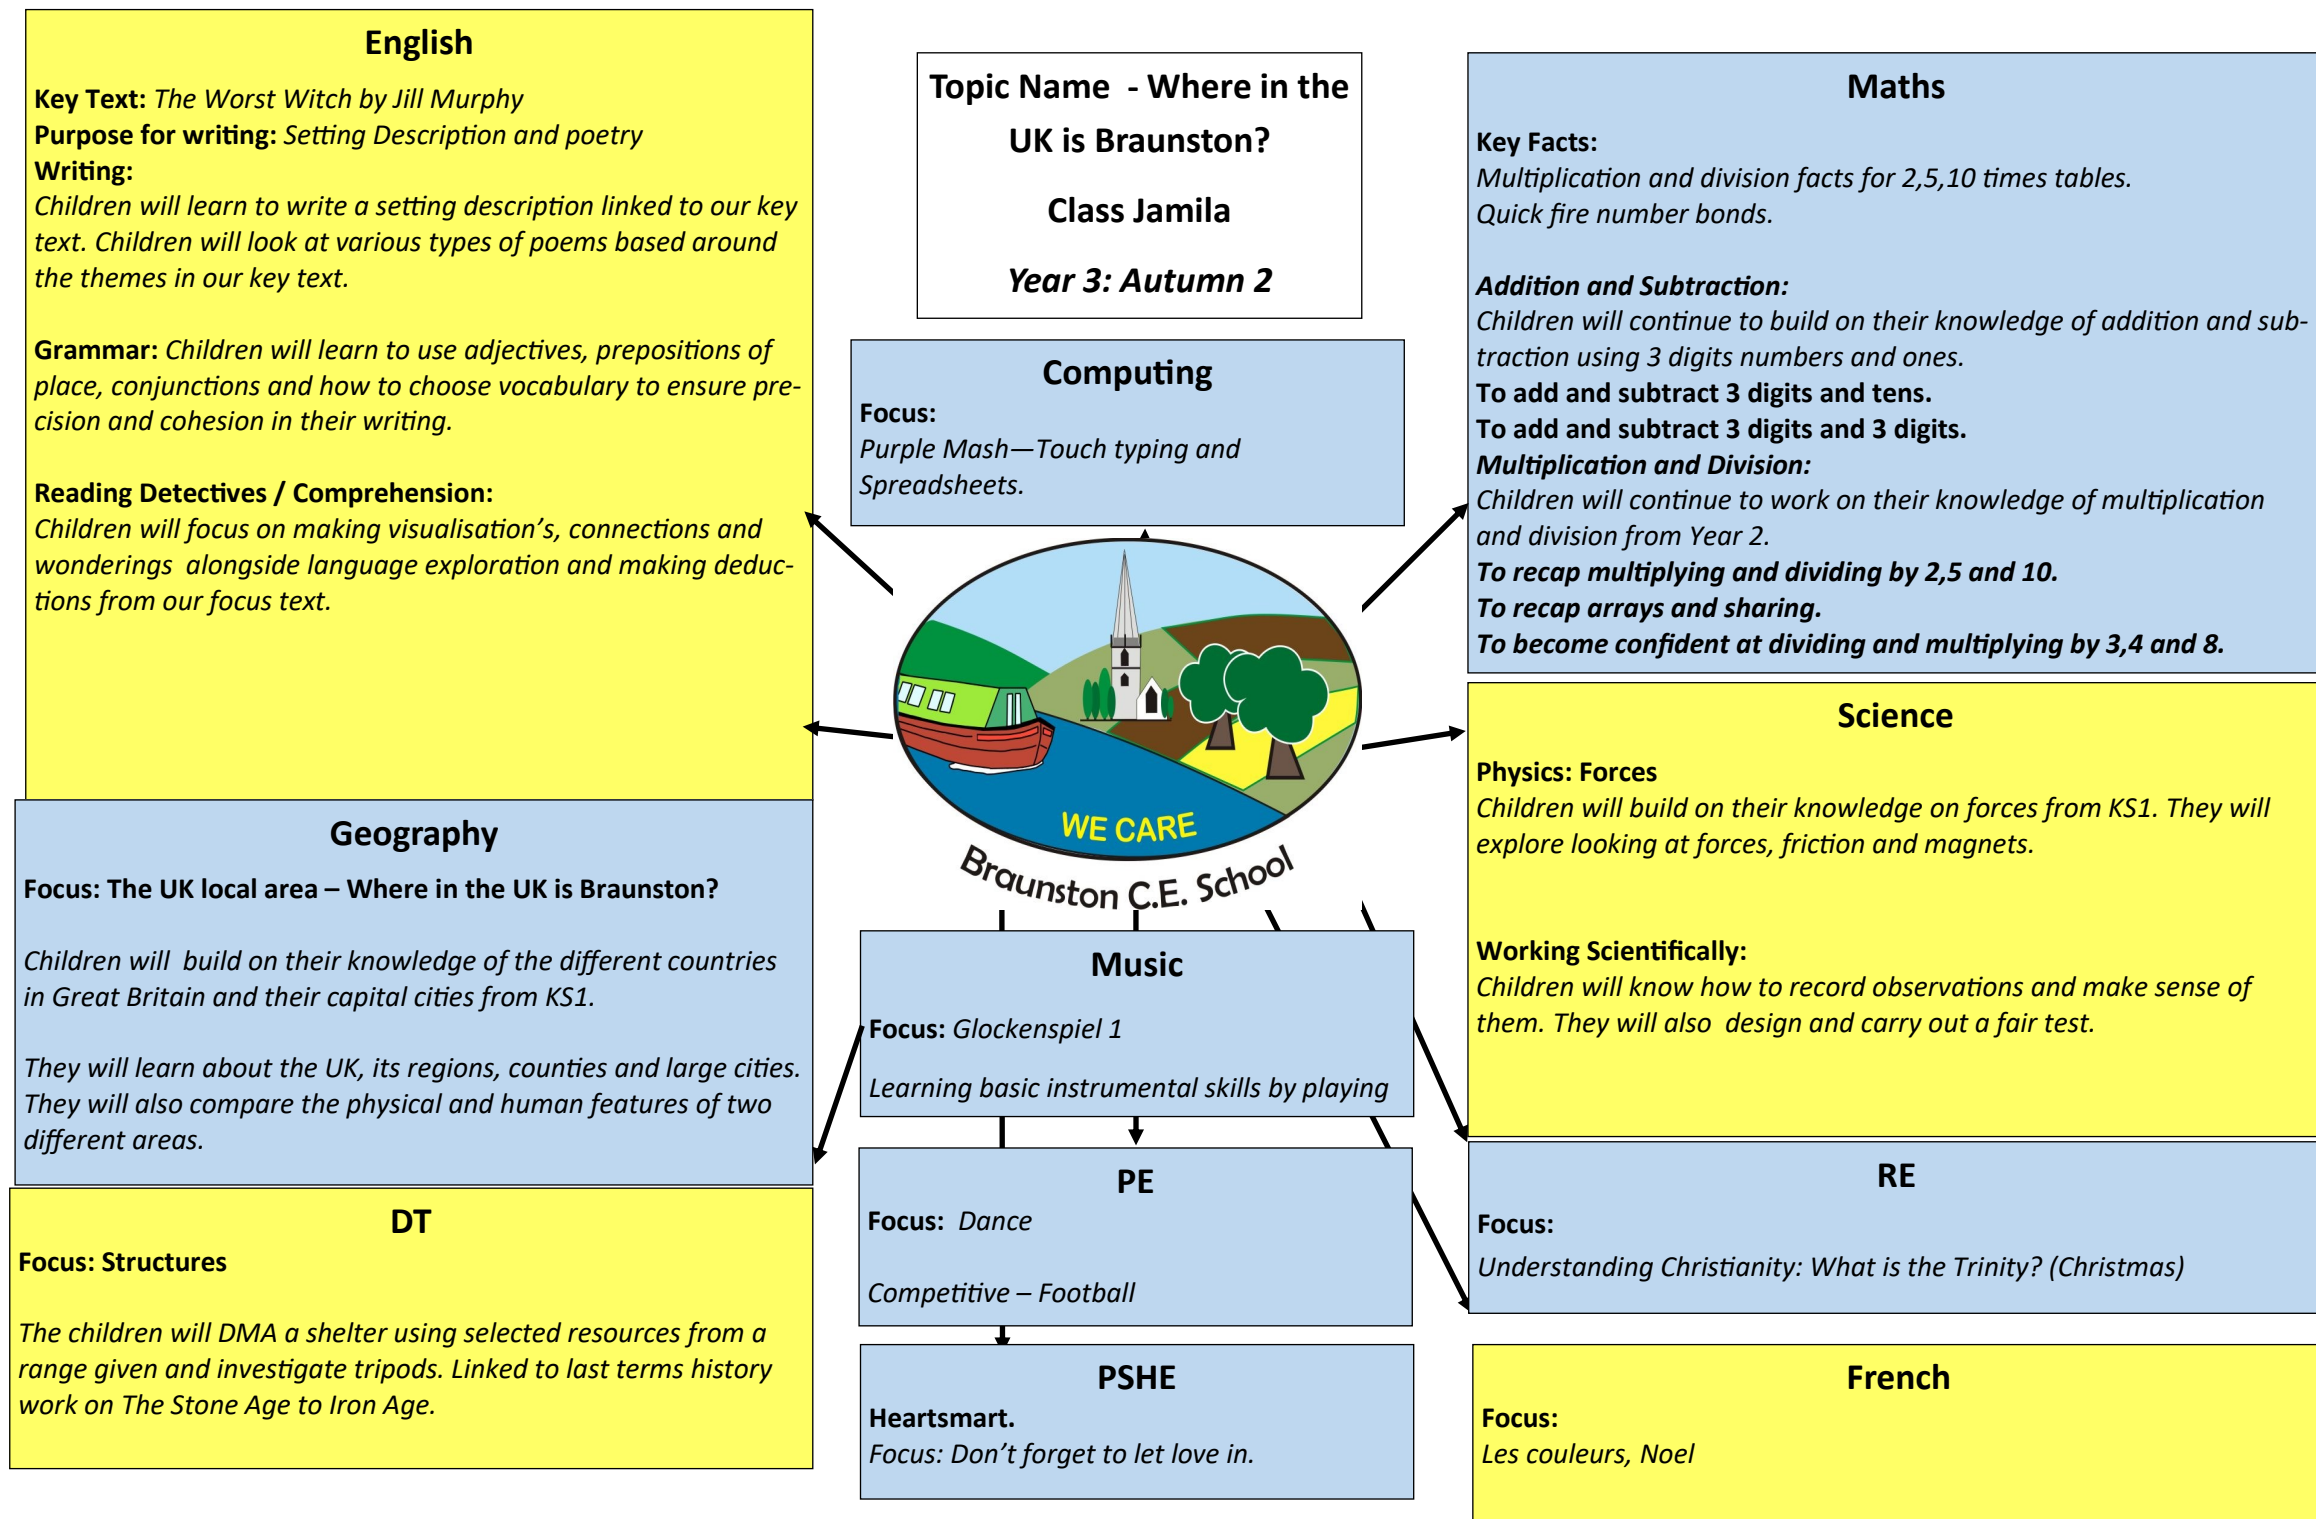 English
Key Text: The Worst Witch by Jill Murphy
Purpose for writing: Setting Description and poetry
Writing:
Children will learn to write a setting description linked to our key
text. Children will look at various types of poems based around
the themes in our key text.
Grammar: Children will learn to use adjectives, prepositions of
place, conjunctions and how to choose vocabulary to ensure pre-
cision and cohesion in their writing.
Reading Detectives / Comprehension:
Children will focus on making visualisation's, connections and
wonderings  alongside language exploration and making deduc-
tions from our focus text.
Topic Name  - Where in the
UK is Braunston?
Class Jamila
Year 3: Autumn 2
Computing
Focus:
Purple Mash—Touch typing and
Spreadsheets.
Maths
Key Facts:
Multiplication and division facts for 2,5,10 times tables.
Quick fire number bonds.
Addition and Subtraction:
Children will continue to build on their knowledge of addition and sub-
traction using 3 digits numbers and ones.
To add and subtract 3 digits and tens.
To add and subtract 3 digits and 3 digits.
Multiplication and Division:
Children will continue to work on their knowledge of multiplication
and division from Year 2.
To recap multiplying and dividing by 2,5 and 10.
To recap arrays and sharing.
To become confident at dividing and multiplying by 3,4 and 8.
WE CARE
Braunston C.E. School
Science
Physics: Forces
Children will build on their knowledge on forces from KS1. They will
explore looking at forces, friction and magnets.
Working Scientifically:
Children will know how to record observations and make sense of
them. They will also  design and carry out a fair test.
Geography
Focus: The UK local area – Where in the UK is Braunston?
Children will  build on their knowledge of the different countries
in Great Britain and their capital cities from KS1.
They will learn about the UK, its regions, counties and large cities.
They will also compare the physical and human features of two
different areas.
Music
Focus: Glockenspiel 1
Learning basic instrumental skills by playing
PE
Focus:  Dance
Competitive – Football
RE
Focus:
Understanding Christianity: What is the Trinity? (Christmas)
DT
Focus: Structures
The children will DMA a shelter using selected resources from a
range given and investigate tripods. Linked to last terms history
work on The Stone Age to Iron Age.
PSHE
Heartsmart.
Focus: Don't forget to let love in.
French
Focus:
Les couleurs, Noel